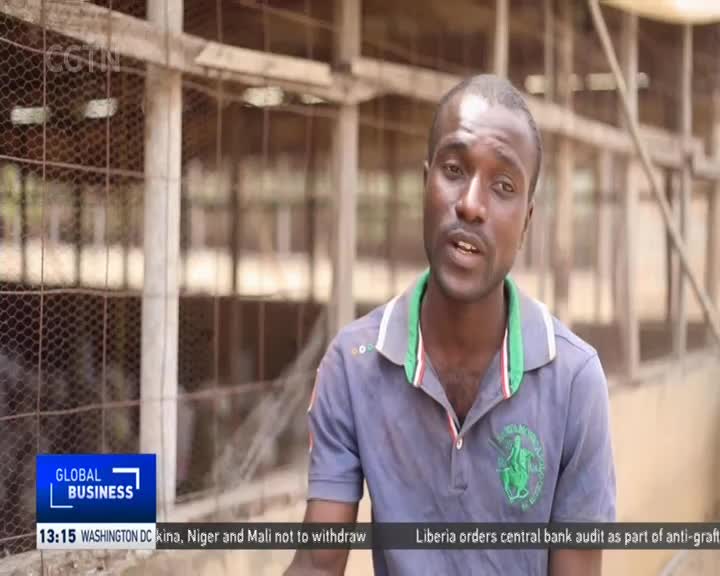 CGTN
GLOBAL
BUSINESS
13:15 WASHINGTON DC kina, Niger and Mali not to withdraw Liberia orders central bank audit as part of anti-graft